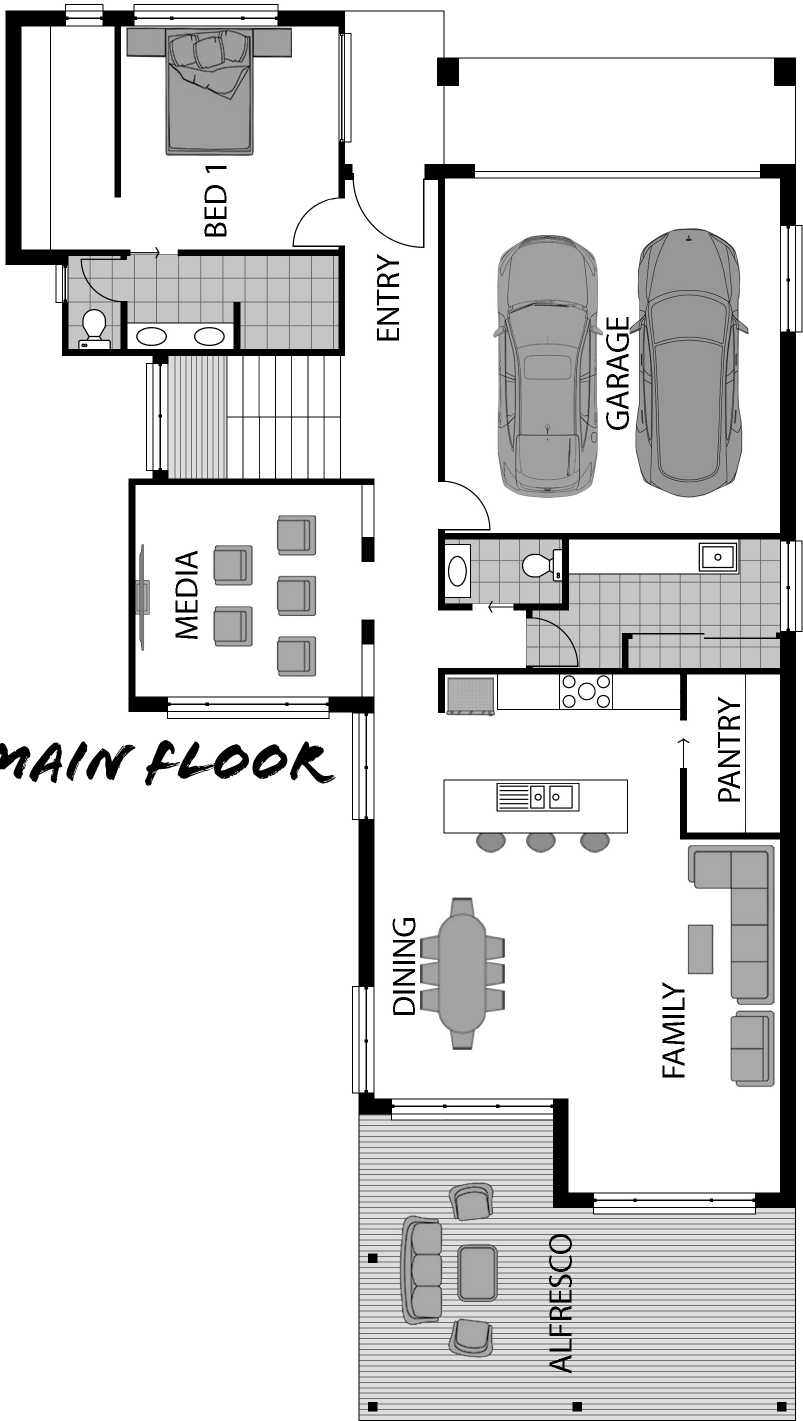 BED 1
ENTRY
GARAGE
MEDIA
MAIN FLOOR
PANTRY
DINING
FAMILY
ALFRESCO